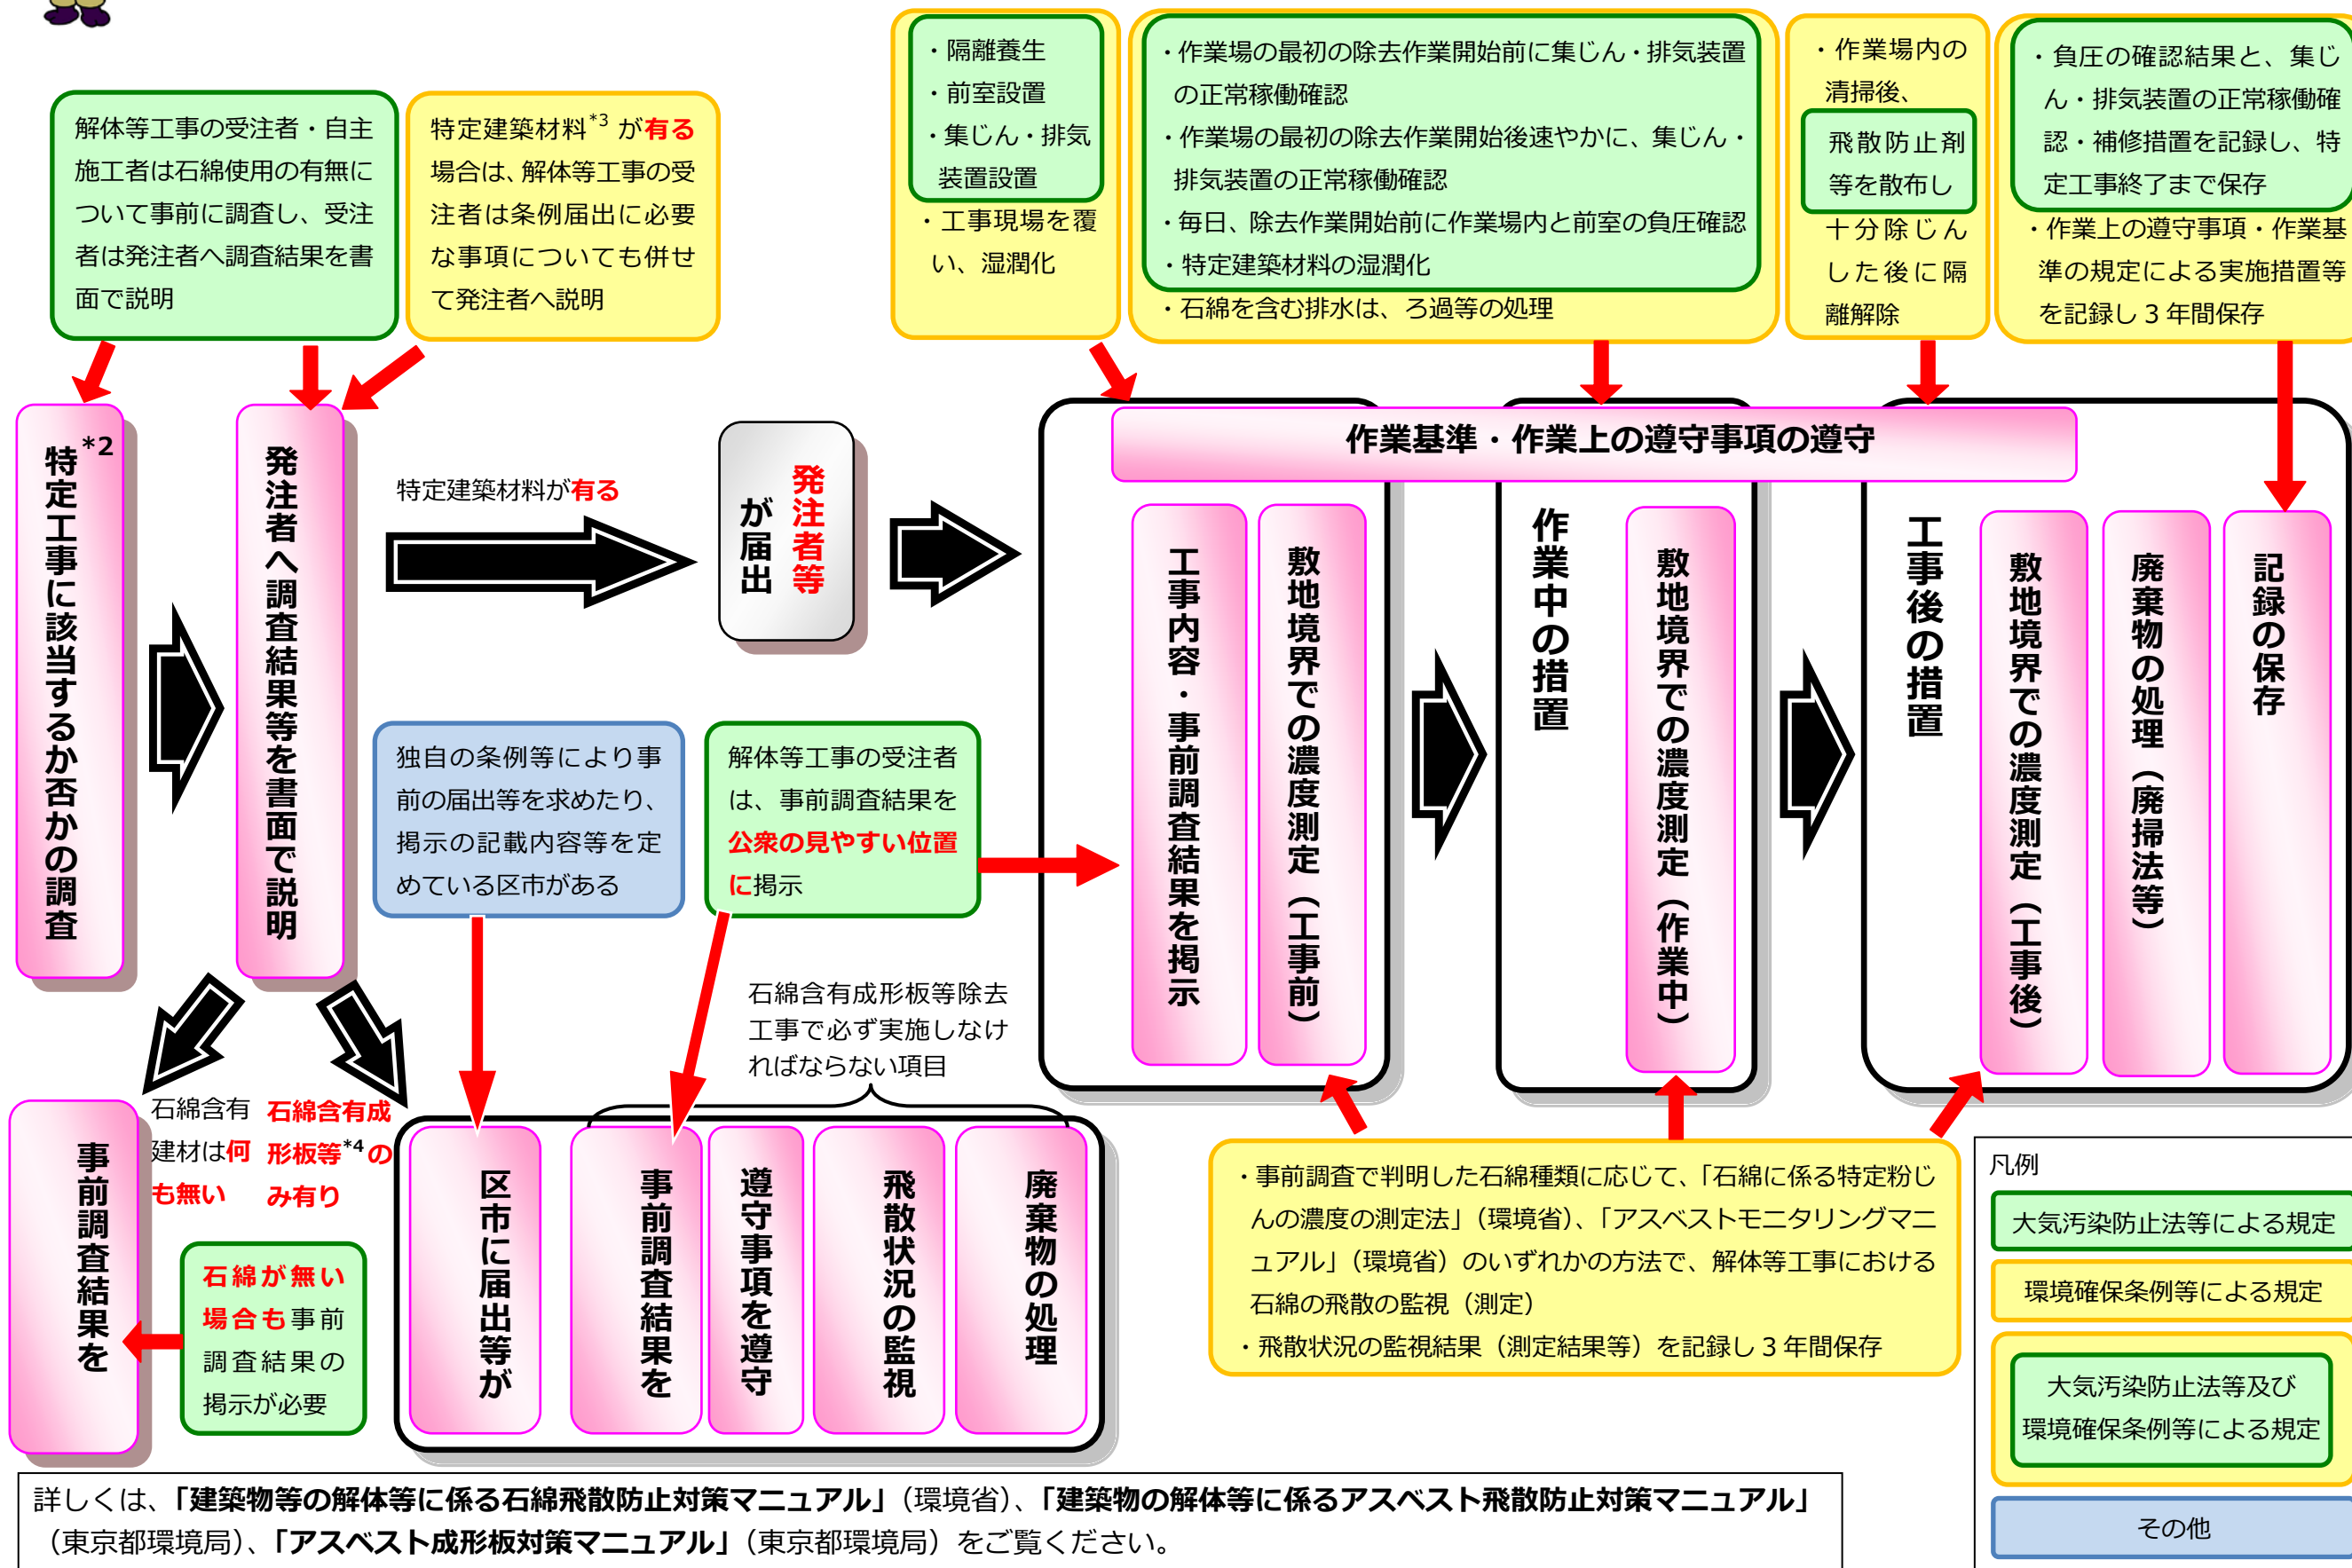 解体等工事の受注者・自主
施工者は石綿使用の有無に
ついて事前に調査し、受注
者は発注者へ調査結果を書
面で説明
特定建築材料*3 が有る
場合は、解体等工事の受
注者は条例届出に必要
な事項についても併せ
て発注者へ説明
・隔離養生
・前室設置
・集じん・排気
装置設置
・工事現場を覆
い、湿潤化
・作業場の最初の除去作業開始前に集じん・排気装置
の正常稼働確認
・作業場の最初の除去作業開始後速やかに、集じん・
排気装置の正常稼働確認
・毎日、除去作業開始前に作業場内と前室の負圧確認
・特定建築材料の湿潤化
・石綿を含む排水は、ろ過等の処理
・作業場内の
清掃後、
飛散防止剤
等を散布し
十分除じん
した後に隔
離解除
・負圧の確認結果と、集じ
ん・排気装置の正常稼働確
認・補修措置を記録し、特
定工事終了まで保存
・作業上の遵守事項・作業基
準の規定による実施措置等
を記録し3年間保存
特定工事に該当するか否かの調査*2
発注者へ調査結果等を書面で説明
特定建築材料が有る
発注者等
が届出
作業基準・作業上の遵守事項の遵守
工事内容・事前調査結果を掲示
敷地境界での濃度測定（工事前）
作業中の措置
敷地境界での濃度測定（作業中）
工事後の措置
敷地境界での濃度測定（工事後）
廃棄物の処理（廃掃法等）
記録の保存
独自の条例等により事
前の届出等を求めたり、
掲示の記載内容等を定
めている区市がある
解体等工事の受注者
は、事前調査結果を
公衆の見やすい位置
に掲示
石綿含有成形板等除去
工事で必ず実施しなけ
ればならない項目
石綿含有
建材は何
も無い
石綿含有成
形板等*4の
み有り
事前調査結果を
石綿が無い
場合も事前
調査結果の
掲示が必要
区市に届出等が
事前調査結果を
遵守事項を遵守
飛散状況の監視
廃棄物の処理
・事前調査で判明した石綿種類に応じて、「石綿に係る特定粉じ
んの濃度の測定法」（環境省）、「アスベストモニタリングマニ
ュアル」（環境省）のいずれかの方法で、解体等工事における
石綿の飛散の監視（測定）
・飛散状況の監視結果（測定結果等）を記録し3年間保存
凡例
大気汚染防止法等による規定
環境確保条例等による規定
大気汚染防止法等及び
環境確保条例等による規定
その他
詳しくは、「建築物等の解体等に係る石綿飛散防止対策マニュアル」（環境省）、「建築物の解体等に係るアスベスト飛散防止対策マニュアル」
（東京都環境局）、「アスベスト成形板対策マニュアル」（東京都環境局）をご覧ください。